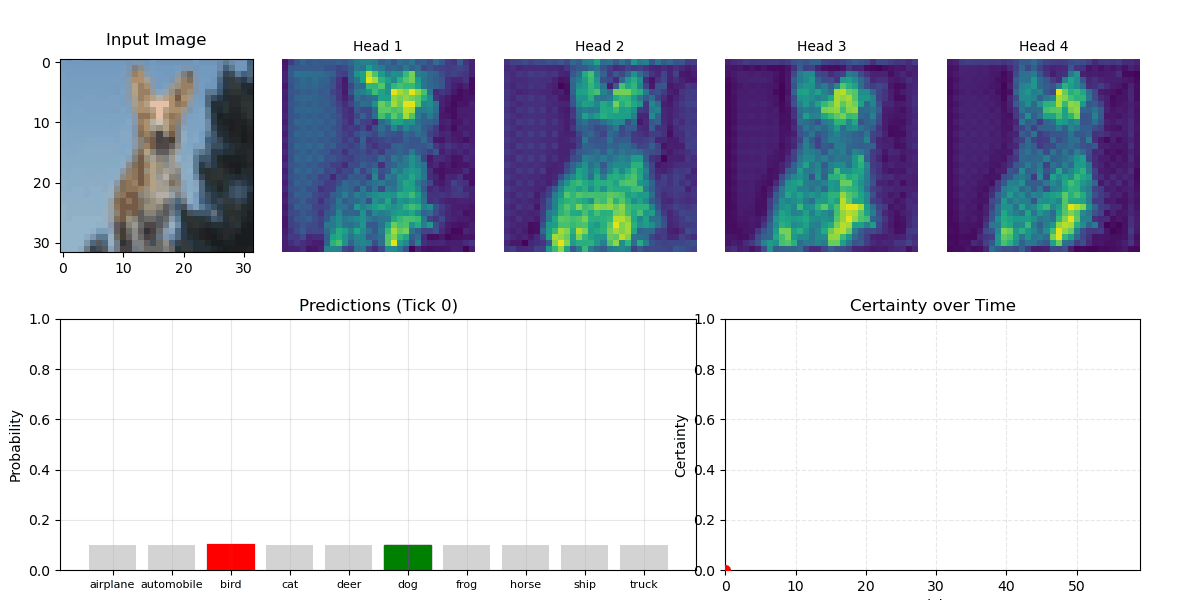 Input Image
Head 1
Head 2
Head 3
Head 4
0
10
20
30
0 10 20 30
Predictions (Tick 0)
Certainty over Time
Probability
1.0
0.8
0.6
0.4
0.2
0.0
airplane automobile bird cat deer dog frog horse ship truck
Certainty
1.0
0.8
0.6
0.4
0.2
0.0
0 10 20 30 40 50